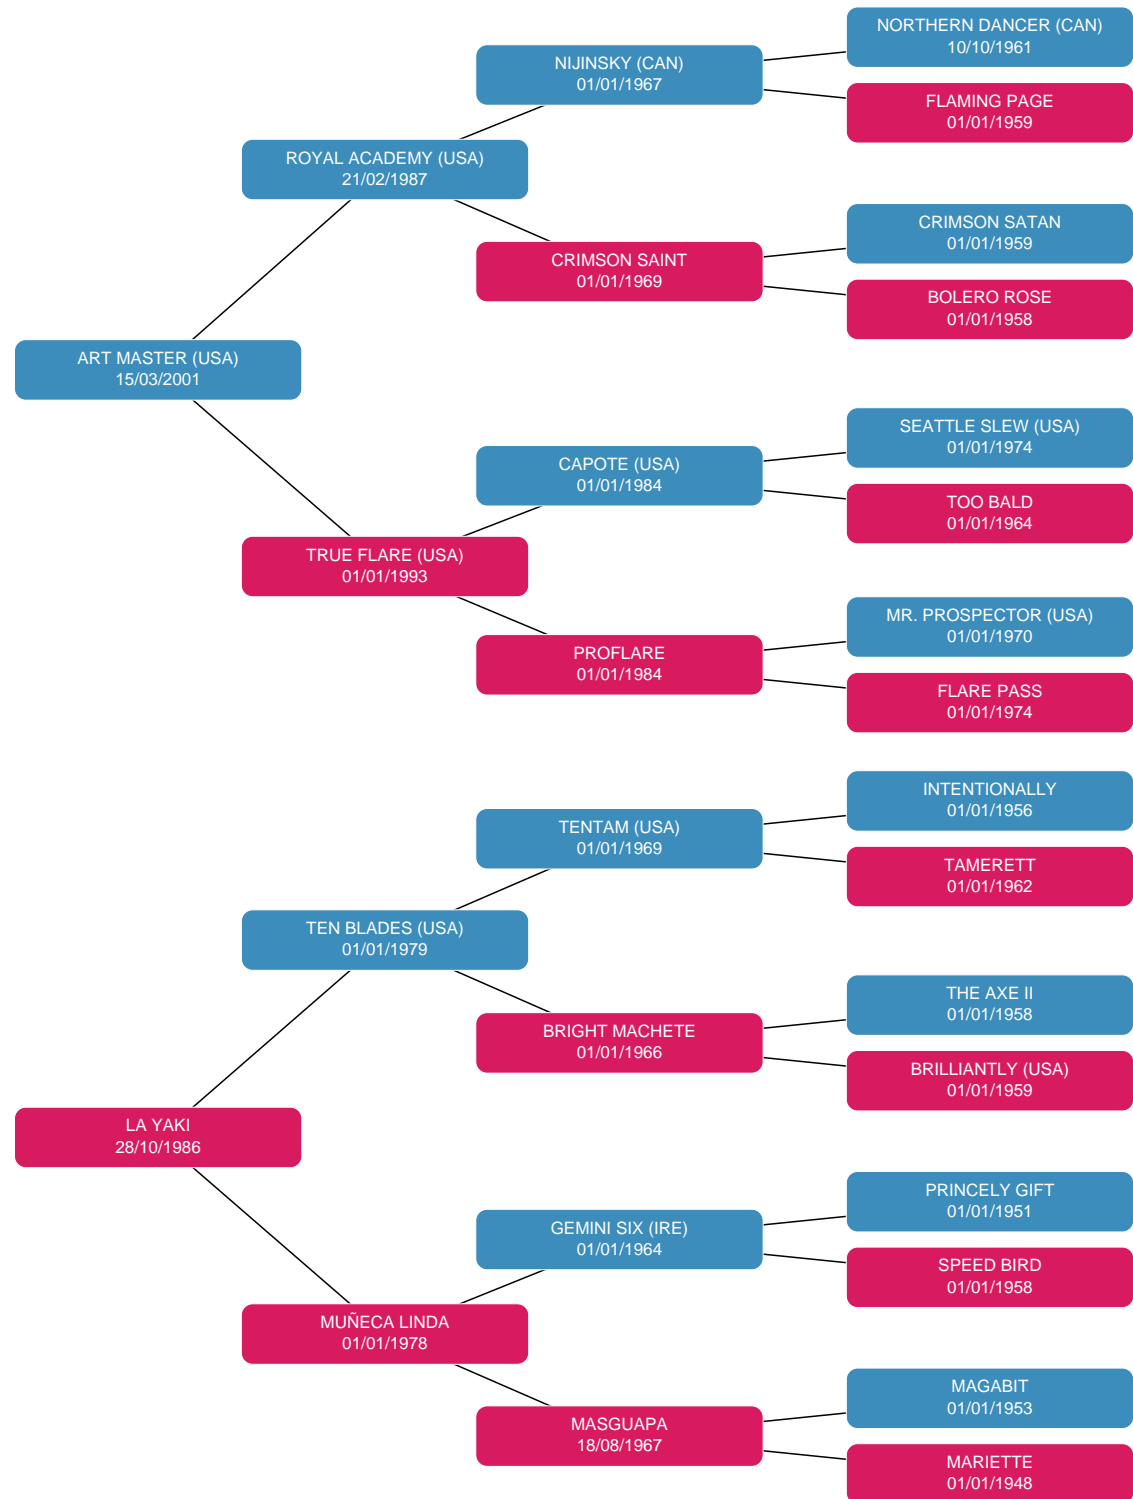 NORTHERN DANCER (CAN)
10/10/1961
NIJINSKY (CAN)
01/01/1967
FLAMING PAGE
01/01/1959
ROYAL ACADEMY (USA)
21/02/1987
CRIMSON SATAN
01/01/1959
CRIMSON SAINT
01/01/1969
BOLERO ROSE
01/01/1958
ART MASTER (USA)
15/03/2001
SEATTLE SLEW (USA)
01/01/1974
CAPOTE (USA)
01/01/1984
TOO BALD
01/01/1964
TRUE FLARE (USA)
01/01/1993
MR. PROSPECTOR (USA)
01/01/1970
PROFLARE
01/01/1984
FLARE PASS
01/01/1974
INTENTIONALLY
01/01/1956
TENTAM (USA)
01/01/1969
TAMERETT
01/01/1962
TEN BLADES (USA)
01/01/1979
THE AXE II
01/01/1958
BRIGHT MACHETE
01/01/1966
BRILLIANTLY (USA)
01/01/1959
LA YAKI
28/10/1986
PRINCELY GIFT
01/01/1951
GEMINI SIX (IRE)
01/01/1964
SPEED BIRD
01/01/1958
MUÑECA LINDA
01/01/1978
MAGABIT
01/01/1953
MASGUAPA
18/08/1967
MARIETTE
01/01/1948